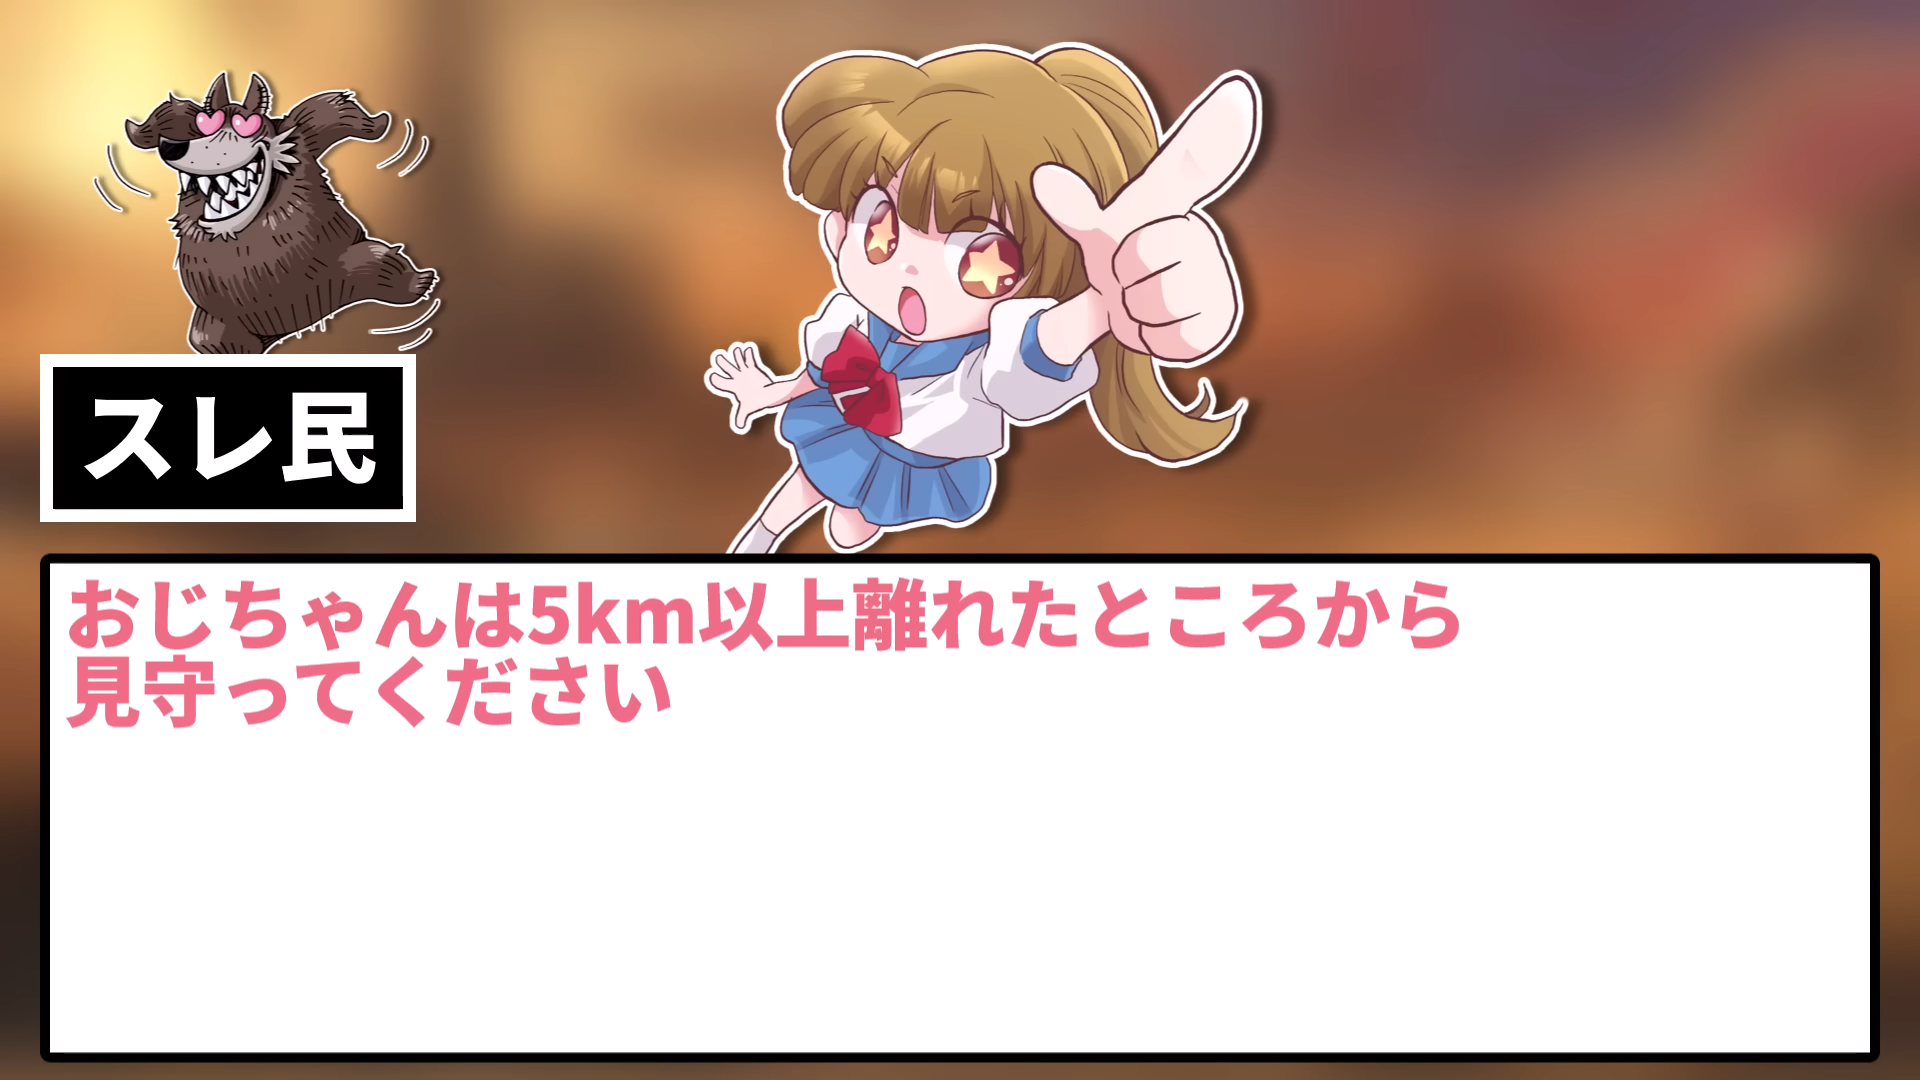 スレ民
おじちゃんは5km以上離れたところから
見守ってください